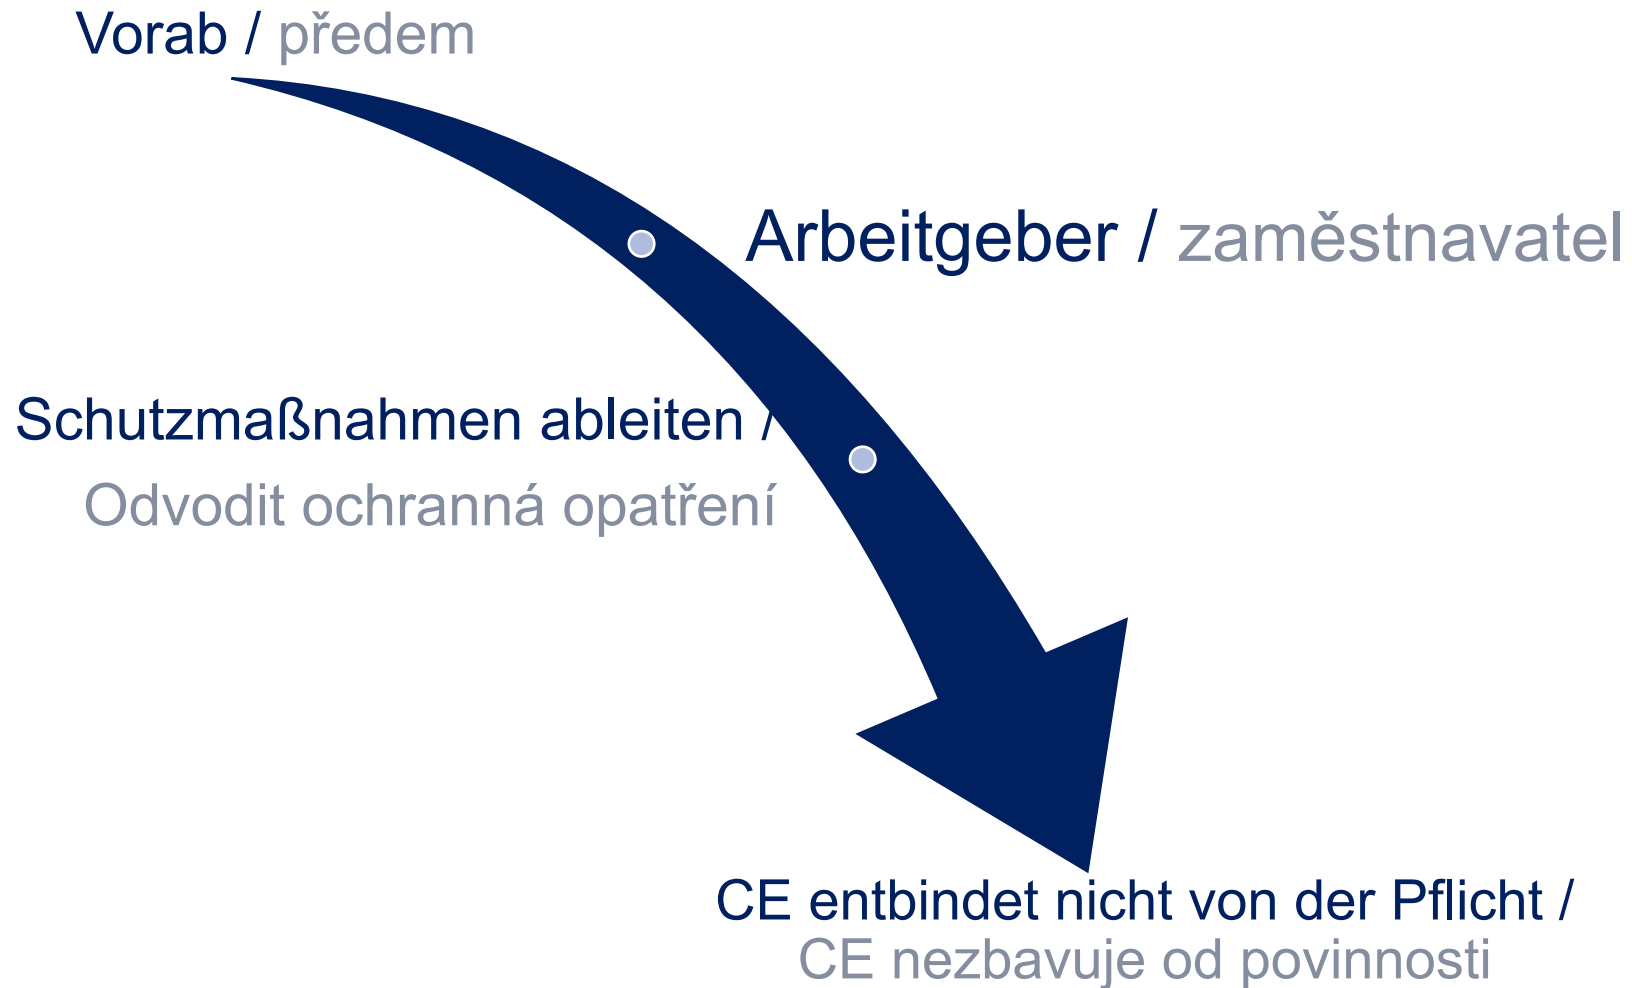 Vorab / předem
Arbeitgeber / zaměstnavatel
Schutzmaßnahmen ableiten /
Odvodit ochranná opatření
CE entbindet nicht von der Pflicht /
CE nezbavuje od povinnosti